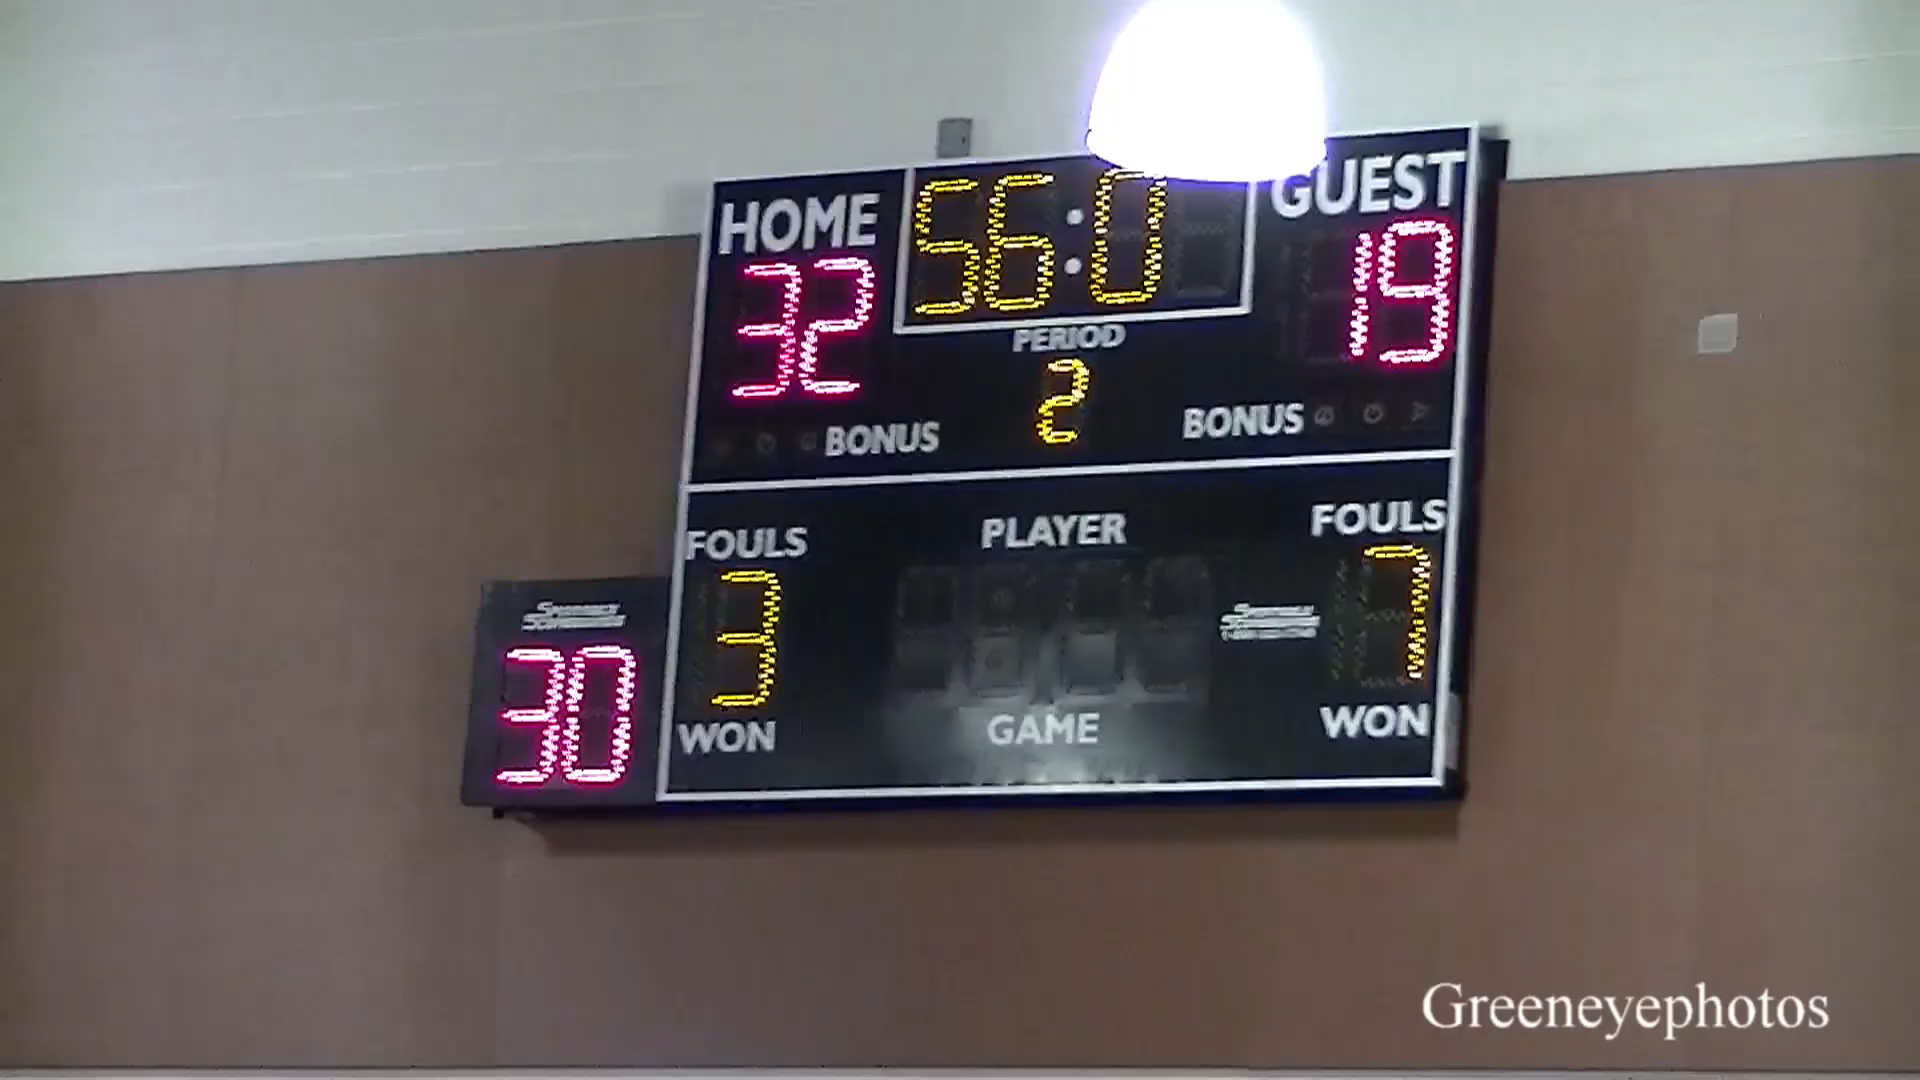 HOME 56:0 GUEST
32 19
PERIOD
2
BONUS BONUS
FOULS PLAYER FOULS
3 7
30
WON GAME WON
Greeneyephotos